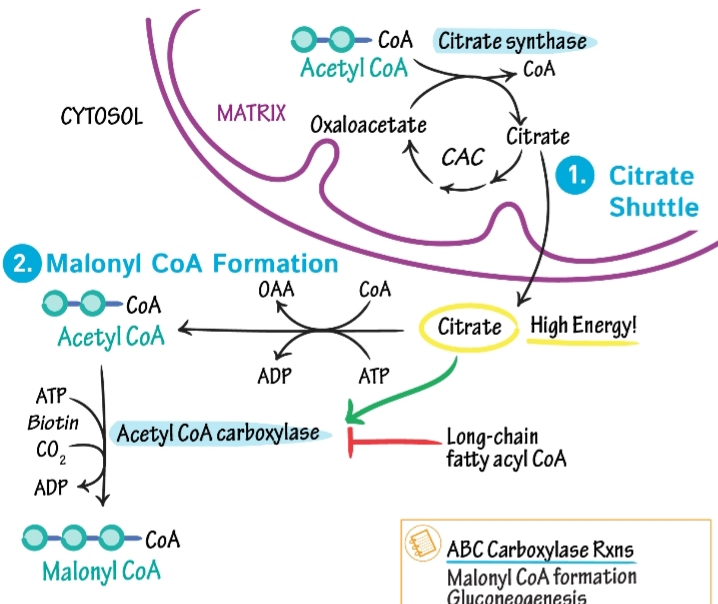 CoA
Citrate synthase
Acetyl CoA
CoA
CYTOSOL
MATRIX
Oxaloacetate
Citrate
CAC
1. Citrate
Shuttle
2. Malonyl CoA Formation
CoA
Acetyl CoA
OAA
CoA
ADP
ATP
Citrate
High Energy!
ATP
Biotin
CO2
ADP
Acetyl CoA carboxylase
Long-chain
fatty acyl CoA
CoA
Malonyl CoA
ABC Carboxylase Rxns
Malonyl CoA formation
Gluconeogenesis